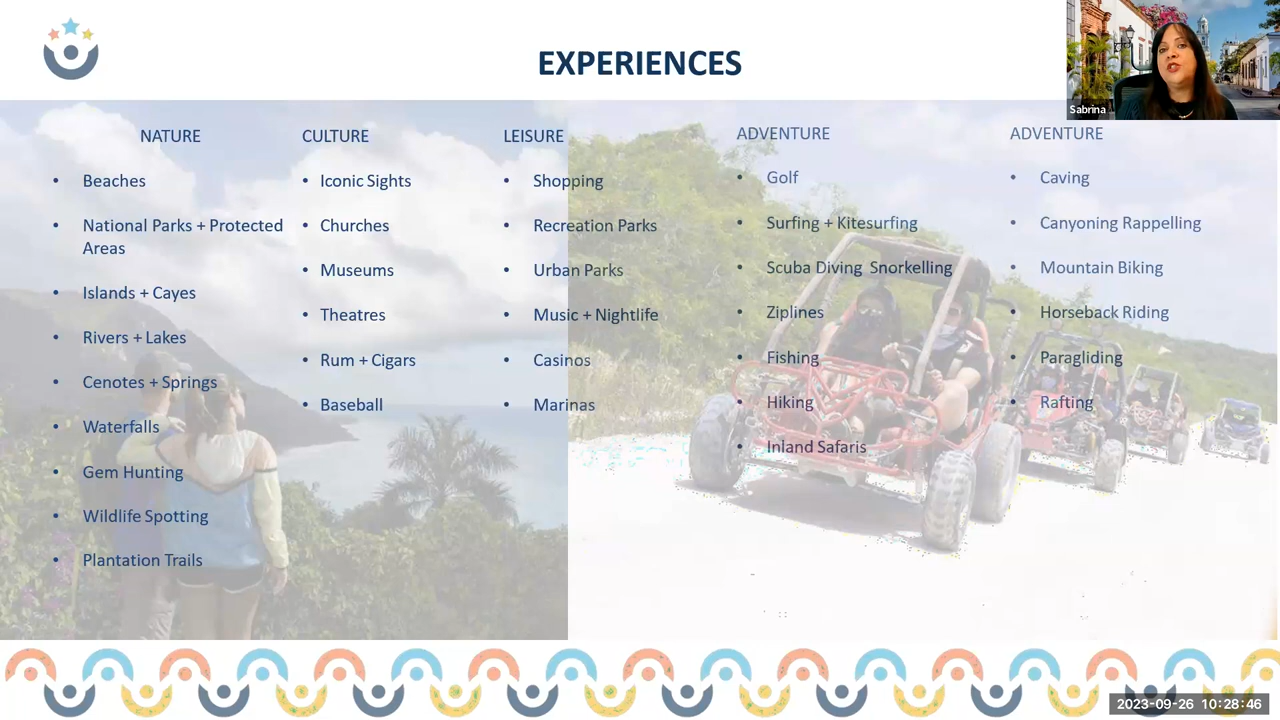 EXPERIENCES
Sabrina
NATURE
Beaches
National Parks + Protected
Areas
Islands + Cayes
Rivers + Lakes
Cenotes + Springs
Waterfalls
Gem Hunting
Wildlife Spotting
Plantation Trails
CULTURE
Iconic Sights
Churches
Museums
Theatres
Rum + Cigars
Baseball
LEISURE
Shopping
Recreation Parks
Urban Parks
Music + Nightlife
Casinos
Marinas
ADVENTURE
Golf
Surfing + Kitesurfing
Scuba Diving Snorkelling
Ziplines
Fishing
Hiking
Inland Safaris
ADVENTURE
Caving
Canyoning Rappelling
Mountain Biking
Horseback Riding
Paragliding
Rafting
2023-09-26 10:28:46